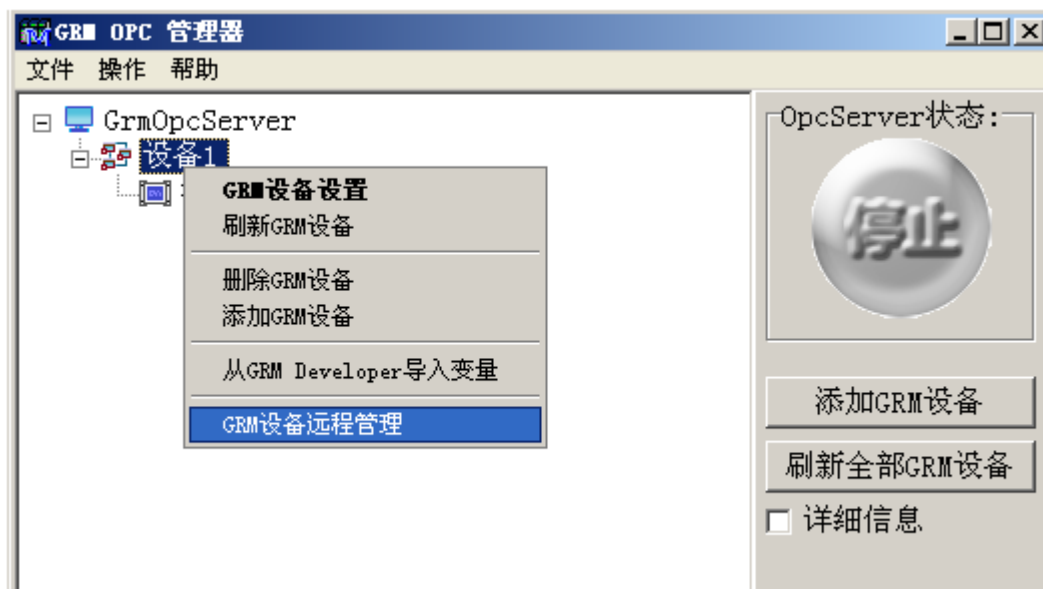 GRM OPC 管理器
文件 操作 帮助
GrmOpcServer
设备1
GRM设备设置
刷新GRM设备
删除GRM设备
添加GRM设备
从GRM Developer导入变量
GRM设备远程管理
OpcServer状态:
停止
添加GRM设备
刷新全部GRM设备
详细信息